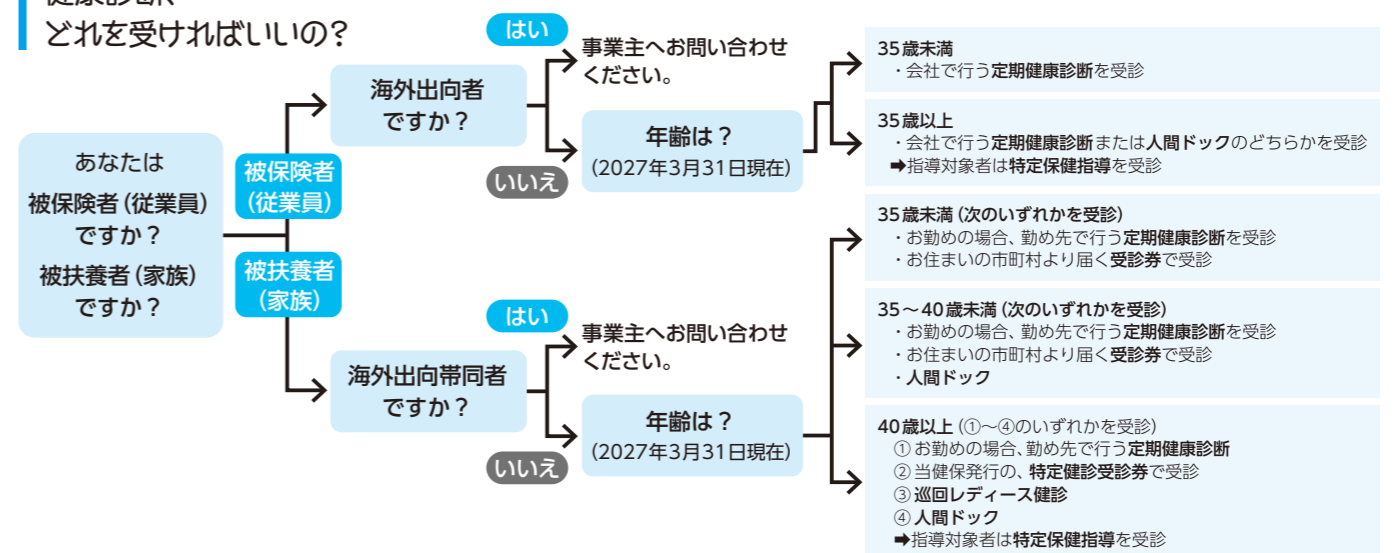 どれを受ければいいの？
あなたは
被保険者（従業員）
ですか？
被扶養者（家族）
ですか？
被保険者
（従業員）
被扶養者
（家族）
海外出向者
ですか？
はい
事業主へお問い合わせ
ください。
いいえ
年齢は？
（2027年3月31日現在）
35歳未満
・会社で行う定期健康診断を受診
35歳以上
・会社で行う定期健康診断または人間ドックのどちらかを受診
➡指導対象者は特定保健指導を受診
海外出向帯同者
ですか？
はい
事業主へお問い合わせ
ください。
いいえ
年齢は？
（2027年3月31日現在）
35歳未満（次のいずれかを受診）
・お勤めの場合、勤め先で行う定期健康診断を受診
・お住まいの市町村より届く受診券で受診
35～40歳未満（次のいずれかを受診）
・お勤めの場合、勤め先で行う定期健康診断を受診
・お住まいの市町村より届く受診券で受診
・人間ドック
40歳以上（①～④のいずれかを受診）
①お勤めの場合、勤め先で行う定期健康診断
②当健保発行の、特定健診受診券で受診
③巡回レディース健診
④人間ドック
➡指導対象者は特定保健指導を受診